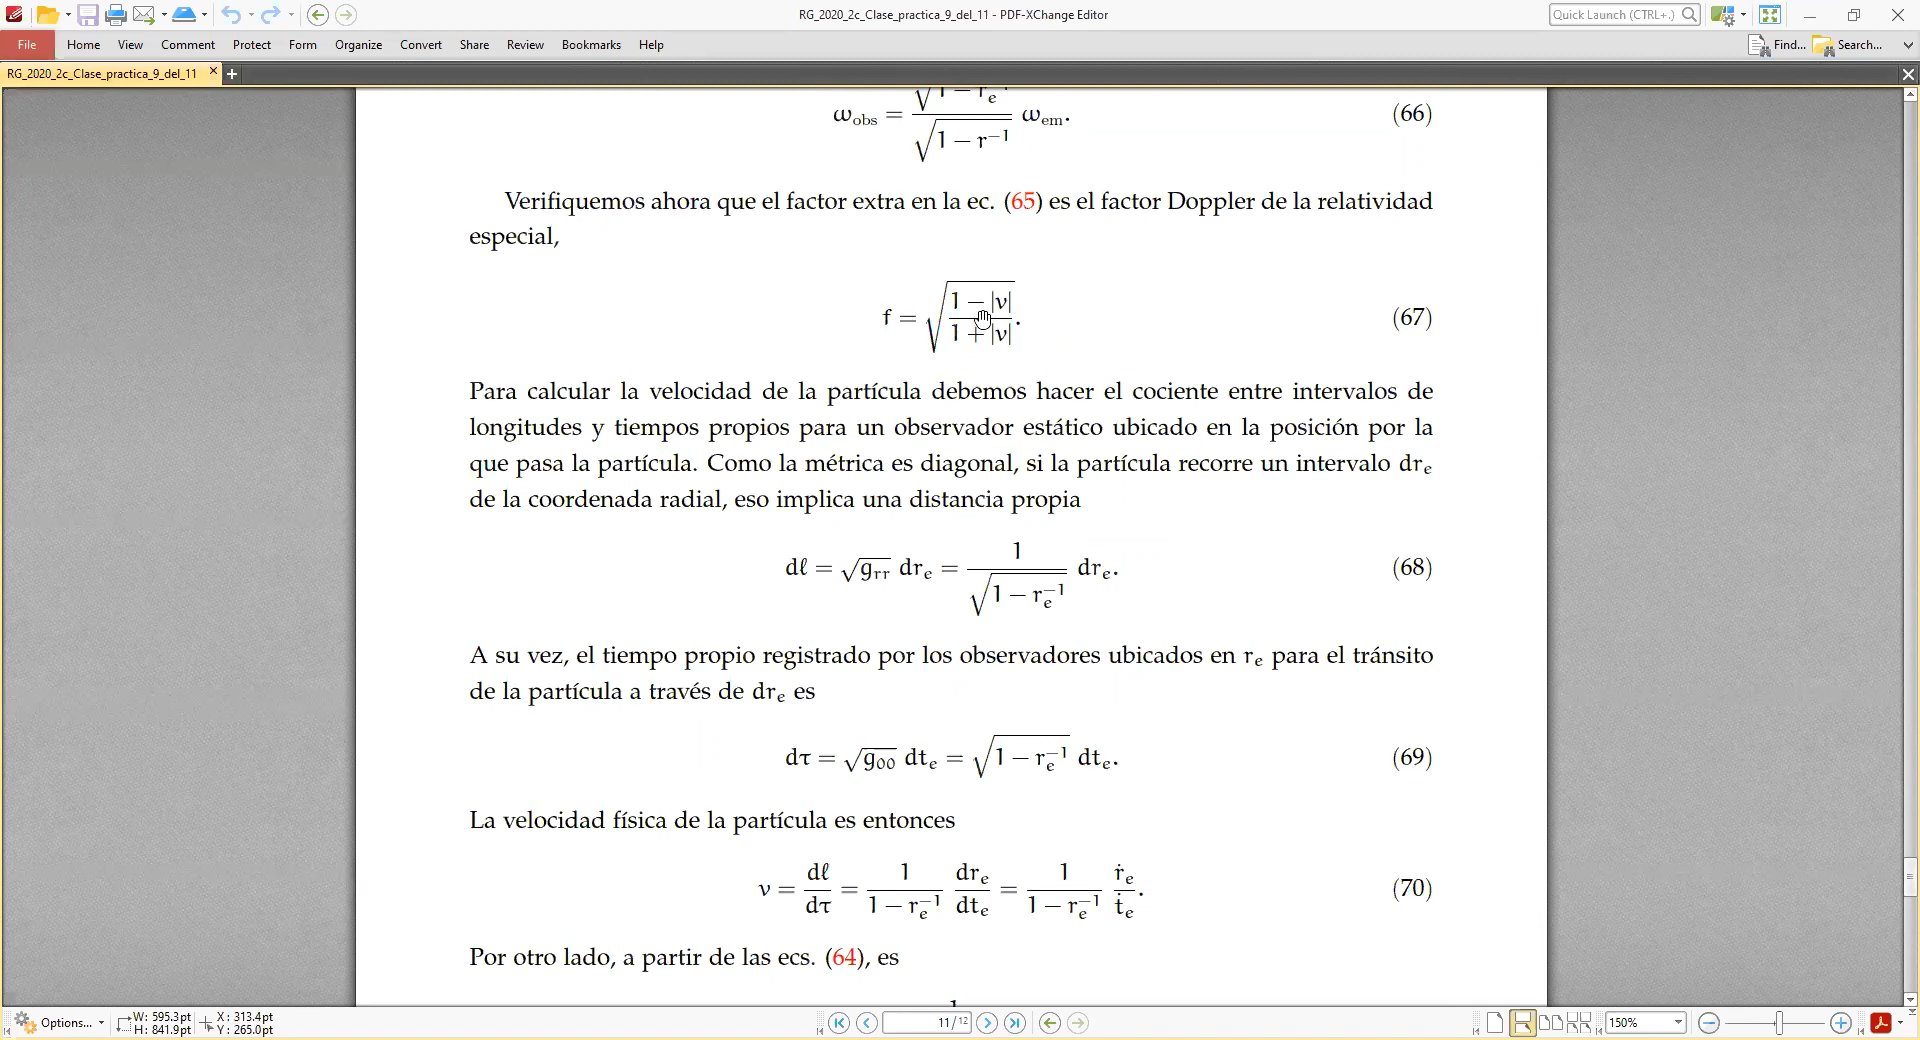 RG_2020_2c_Clase_practica_9_del_11 - PDF-XChange Editor
Quick Launch (CTRL+.)
File Home View Comment Protect Form Organize Convert Share Review Bookmarks Help
Find... Search...
RG_2020_2c_Clase_practica_9_del_11
ω_obs = √(1 − r_e^−1) / √(1 − r^−1) ω_em. (66)
Verifiquemos ahora que el factor extra en la ec. (65) es el factor Doppler de la relatividad
especial,
f = √((1 − |v|) / (1 + |v|)). (67)
Para calcular la velocidad de la partícula debemos hacer el cociente entre intervalos de
longitudes y tiempos propios para un observador estático ubicado en la posición por la
que pasa la partícula. Como la métrica es diagonal, si la partícula recorre un intervalo dr_e
de la coordenada radial, eso implica una distancia propia
dℓ = √g_rr dr_e = 1 / √(1 − r_e^−1) dr_e. (68)
A su vez, el tiempo propio registrado por los observadores ubicados en r_e para el tránsito
de la partícula a través de dr_e es
dτ = √g_00 dt_e = √(1 − r_e^−1) dt_e. (69)
La velocidad física de la partícula es entonces
v = dℓ/dτ = 1/(1 − r_e^−1) dr_e/dt_e = 1/(1 − r_e^−1) ṙ_e/ṫ_e. (70)
Por otro lado, a partir de las ecs. (64), es
Options...
W: 595.3pt
H: 841.9pt
X: 313.4pt
Y: 265.0pt
11/12
150%